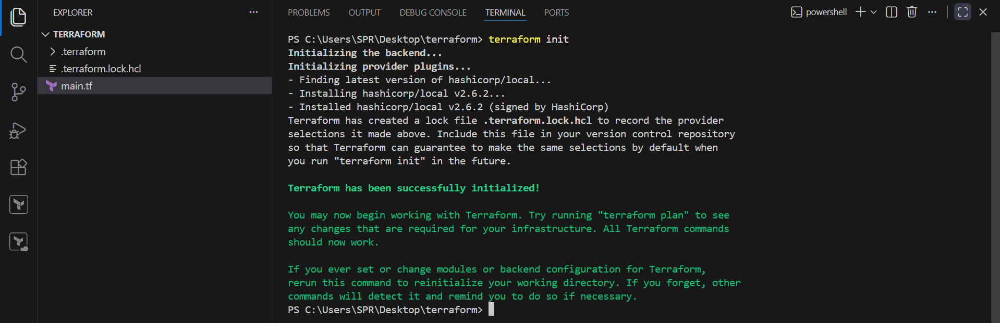 EXPLORER
TERRAFORM
.terraform
.terraform.lock.hcl
main.tf
PROBLEMS OUTPUT DEBUG CONSOLE TERMINAL PORTS
powershell
PS C:\Users\SPR\Desktop\terraform> terraform init
Initializing the backend...
Initializing provider plugins...
- Finding latest version of hashicorp/local...
- Installing hashicorp/local v2.6.2...
- Installed hashicorp/local v2.6.2 (signed by HashiCorp)
Terraform has created a lock file .terraform.lock.hcl to record the provider
selections it made above. Include this file in your version control repository
so that Terraform can guarantee to make the same selections by default when
you run "terraform init" in the future.
Terraform has been successfully initialized!
You may now begin working with Terraform. Try running "terraform plan" to see
any changes that are required for your infrastructure. All Terraform commands
should now work.
If you ever set or change modules or backend configuration for Terraform,
rerun this command to reinitialize your working directory. If you forget, other
commands will detect it and remind you to do so if necessary.
PS C:\Users\SPR\Desktop\terraform>